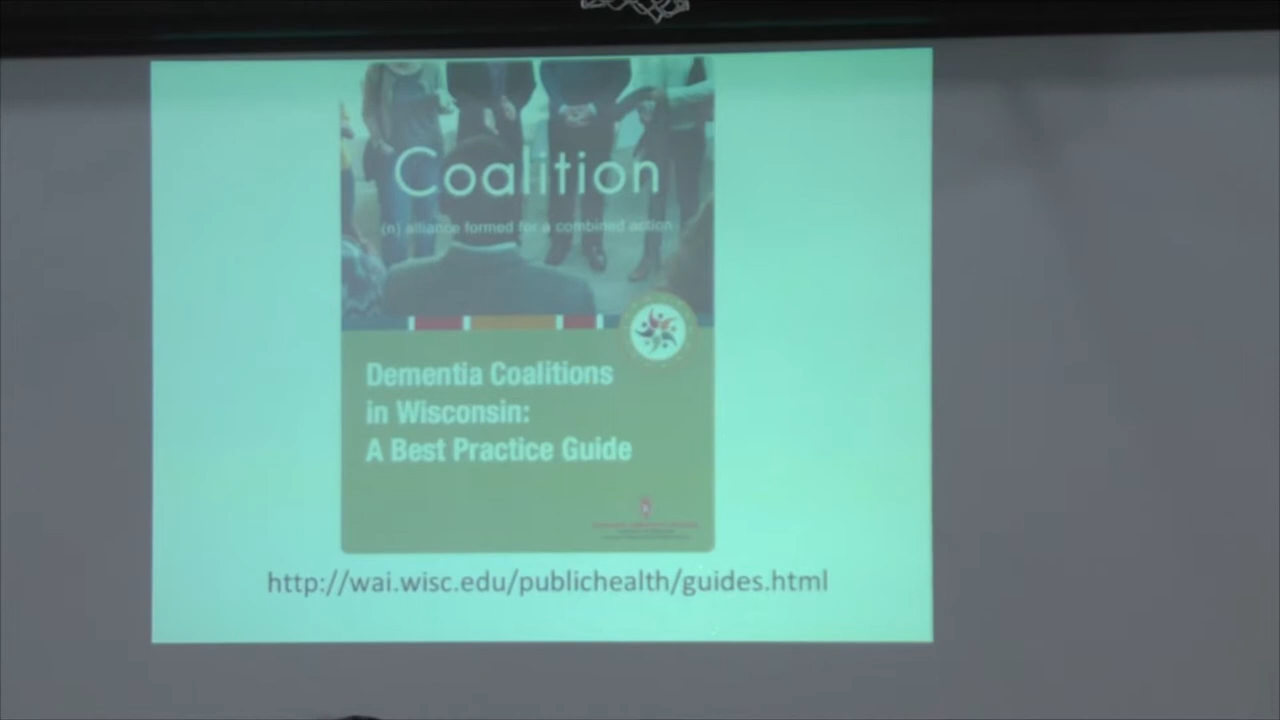 Coalition
(n) alliance formed for a combined action
Dementia Coalitions
in Wisconsin:
A Best Practice Guide
http://wai.wisc.edu/publichealth/guides.html